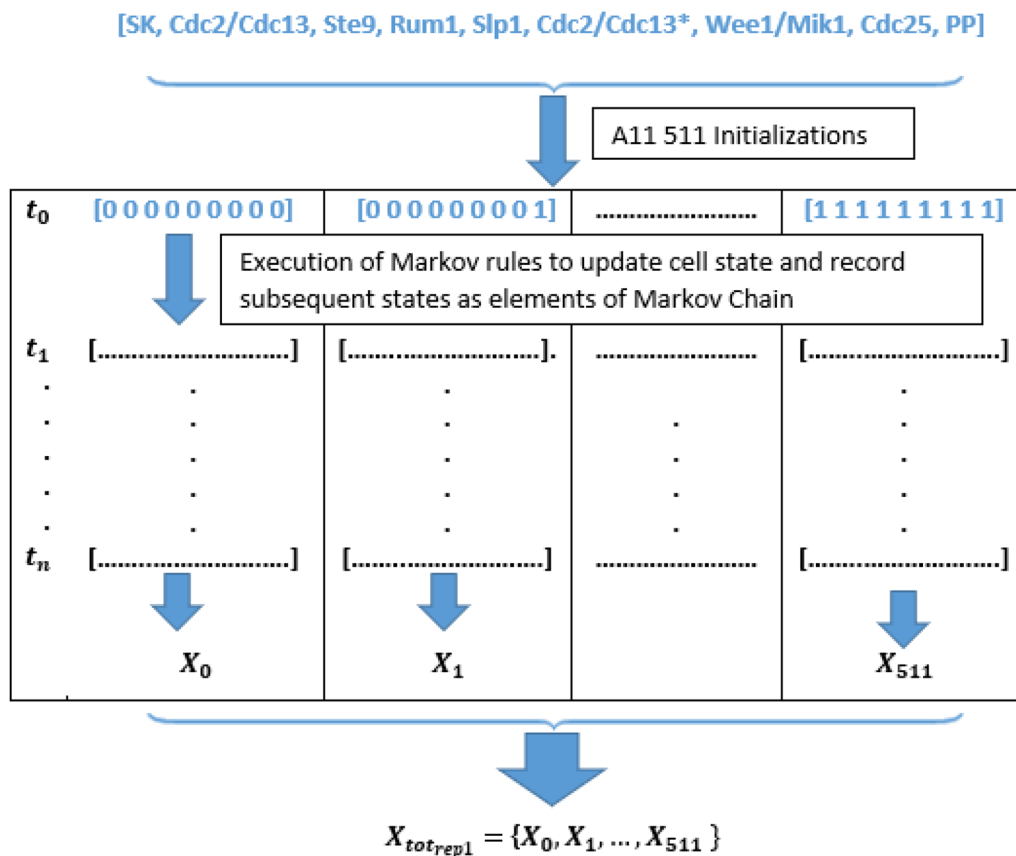 [SK, Cdc2/Cdc13, Ste9, Rum1, Slp1, Cdc2/Cdc13*, Wee1/Mik1, Cdc25, PP]
A11 511 Initializations
t₀ [0 0 0 0 0 0 0 0 0] [0 0 0 0 0 0 0 0 1] ........................ [1 1 1 1 1 1 1 1 1]
Execution of Markov rules to update cell state and record
subsequent states as elements of Markov Chain
t₁ [.............................] [.............................]. ........................ [.............................]
. . . .
. . . . .
. . . . .
. . . . .
. . . . .
tₙ [.............................] [.............................] ........................ [.............................]
X₀ X₁ X₅₁₁
X_{tot_{rep1}} = {X₀, X₁, ..., X₅₁₁ }